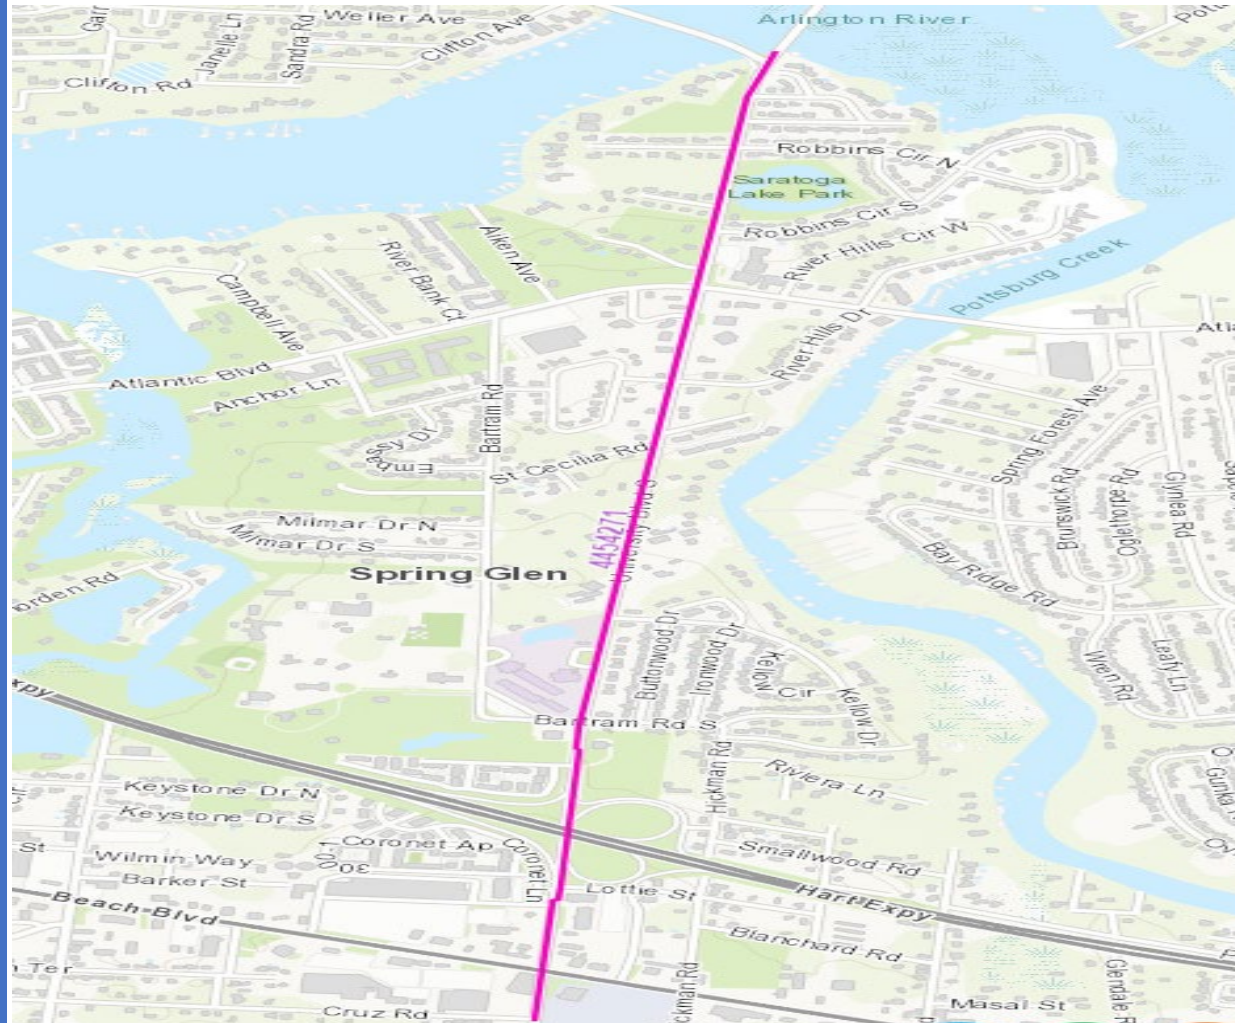 Weller Ave
Arlington River
Janelle Ln
Sandra Rd
Clifton Ave
Clifton Rd
Robbins Cir N
Saratoga
Lake Park
Robbins Cir S
River Hills Cir W
Aiken Ave
River Bank Ct
Pottsburg Creek
Campbell Ave
River Hills Dr
Atlantic Blvd
Anchor Ln
Bartram Rd
Spring Forest Ave
St Cecilia Rd
Brunswick Rd
Oglethorpe Rd
Glynlea Rd
Milmar Dr N
Milmar Dr S
4454271
University Blvd S
Bay Ridge Rd
Spring Glen
Buttonwood Dr
Ironwood Dr
Kellow
Cir
Kellow Dr
Wren Rd
Leafy Ln
Bartram Rd S
Hickman Rd
Riviera Ln
Keystone Dr N
Keystone Dr S
Coronet Ap
Coronet Ln
Smallwood Rd
St
Wilmin Way
Barker St
Lottie St
Hart Expy
Beach Blvd
Blanchard Rd
Ter
Cruz Rd
Masal St